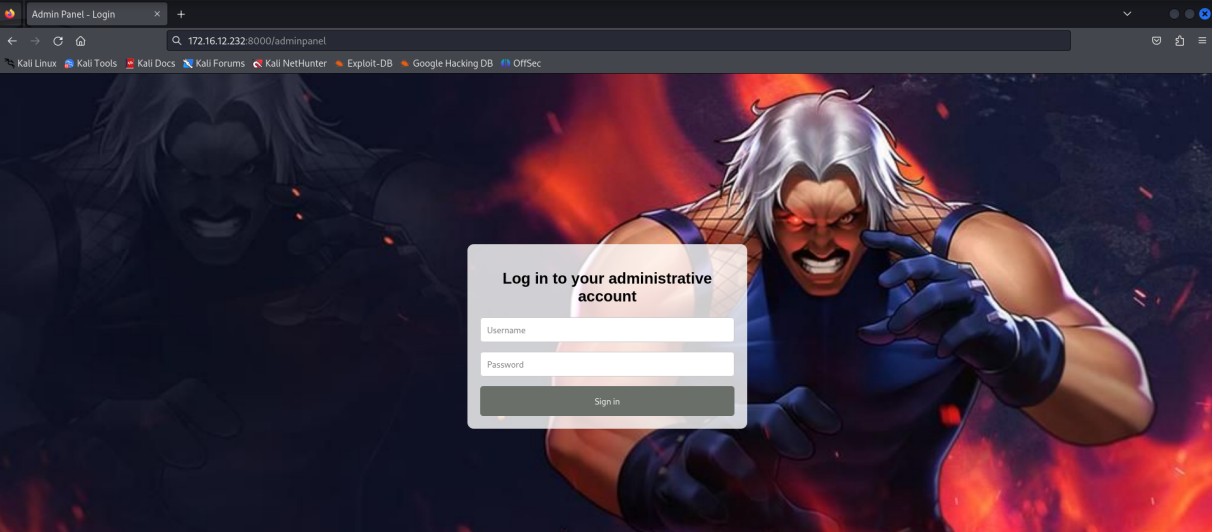 Admin Panel - Login
172.16.12.232:8000/adminpanel
Kali Linux Kali Tools Kali Docs Kali Forums Kali NetHunter Exploit-DB Google Hacking DB OffSec
Log in to your administrative
account
Username
Password
Sign in